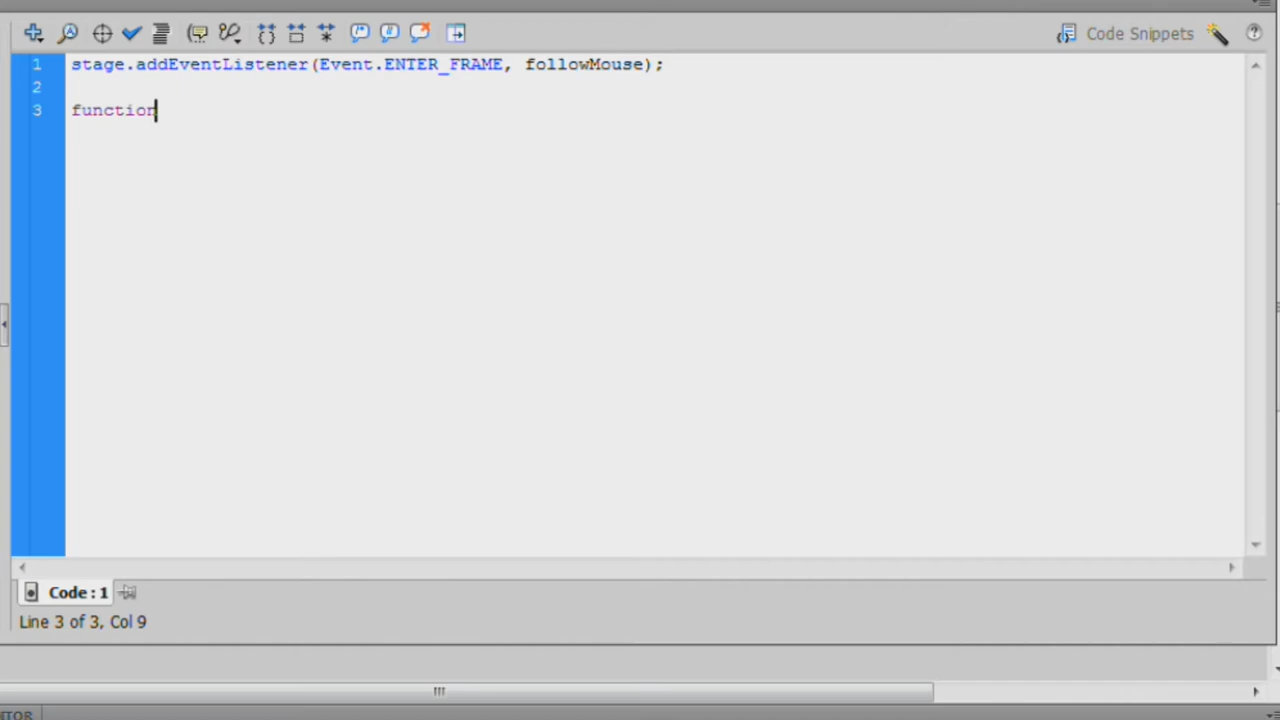 Code Snippets
1 stage.addEventListener(Event.ENTER_FRAME, followMouse);
2
3 function
Code:1
Line 3 of 3, Col 9
ITOR